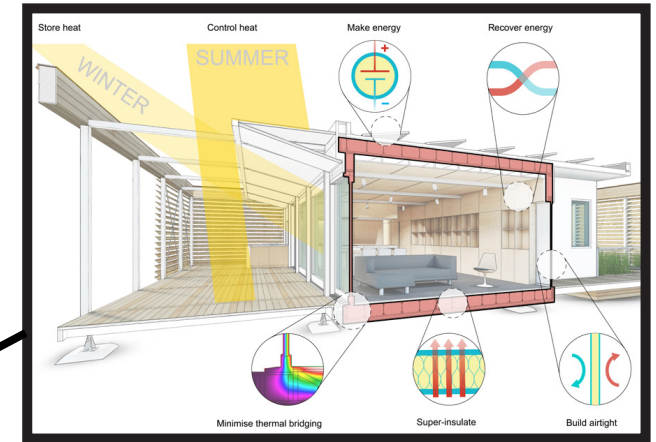 Store heat
Control heat
Make energy
Recover energy
WINTER
SUMMER
+
-
Minimise thermal bridging
Super-insulate
Build airtight